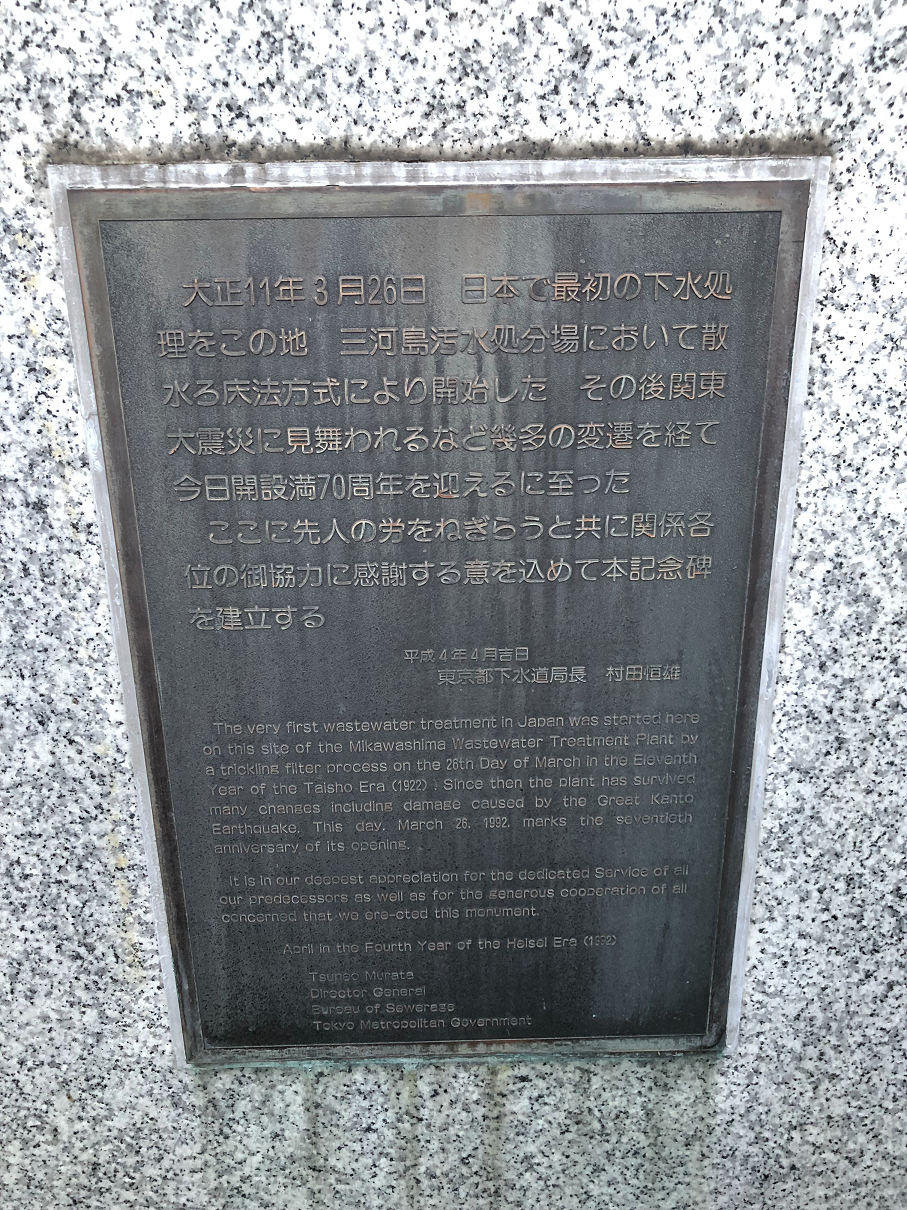 大正11年3月26日　日本で最初の下水処
理をこの地　三河島汚水処分場において散
水る床法方式により開始した　その後関東
大震災に見舞われるなど幾多の変遷を経て
今日開設満70周年を迎えるに至った
ここに先人の労をねぎらうと共に関係各
位の御協力に感謝する意を込めて本記念碑
を建立する
平成4年4月吉日
東京都下水道局長　村田恒雄
The very first wastewater treatment in Japan was started here
on this site of the Mikawashima Wastewater Treatment Plant by
a trickling filter process on the 26th Day of March in the Eleventh
Year of the Taisho Era (1922) ; Since then the plant has survived
many changes including damage caused by the Great Kanto
Earthquake. This day, March 26, 1992, marks the seventieth
anniversary of its opening.
It is in our deepest appreciation for the dedicated Service of all
our predecessors as well as for the generous cooperation of all
concerned that we ere-cted this monument.
April in the Fourth Year of the Heisei Era (1992)
Tsuneo Murata
Director General
Bureau of Sewerage
Tokyo Metropolitan Government